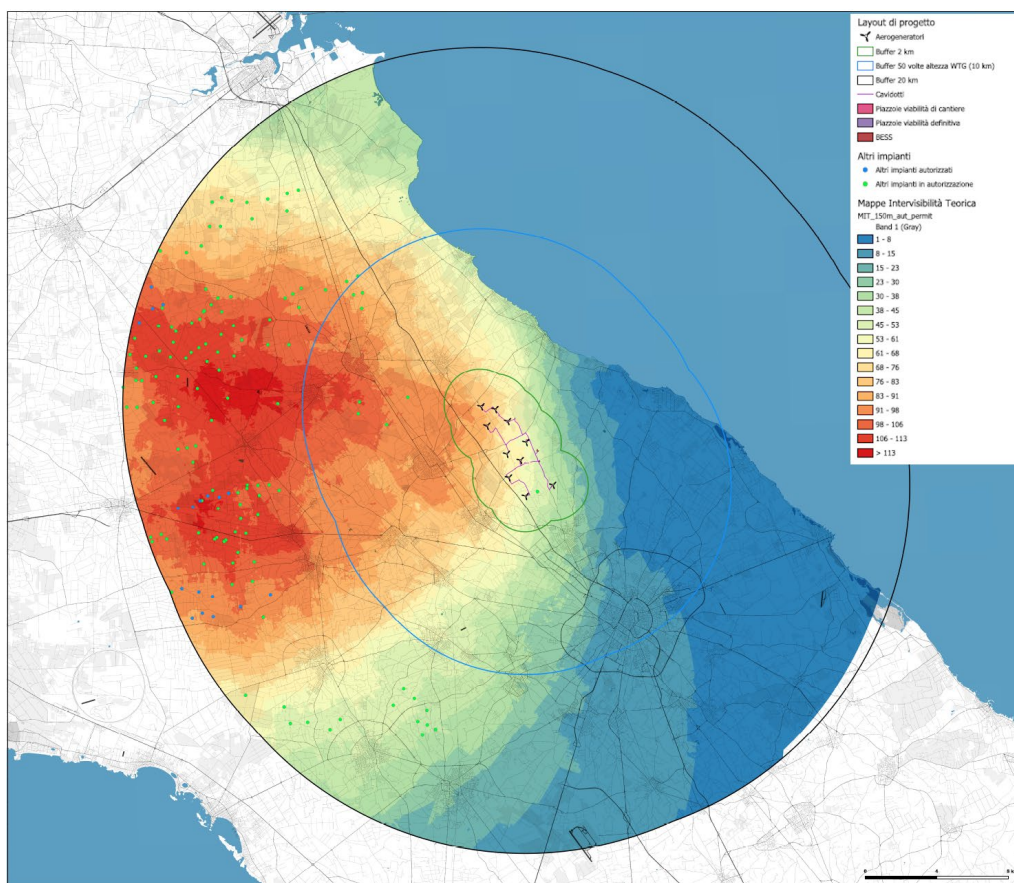 Layout di progetto
Aerogeneratori
Buffer 2 km
Buffer 50 volte altezza WTG (10 km)
Buffer 20 km
Cavidotti
Piazzole viabilità di cantiere
Piazzole viabilità definitiva
BESS
Altri impianti
Altri impianti autorizzati
Altri impianti in autorizzazione
Mappe Intervisibilità Teorica
MIT_150m_aut_permit
Band 1 (Gray)
1 - 8
8 - 15
15 - 23
23 - 30
30 - 38
38 - 45
45 - 53
53 - 61
61 - 68
68 - 76
76 - 83
83 - 91
91 - 98
98 - 106
106 - 113
> 113
0 4 8 k